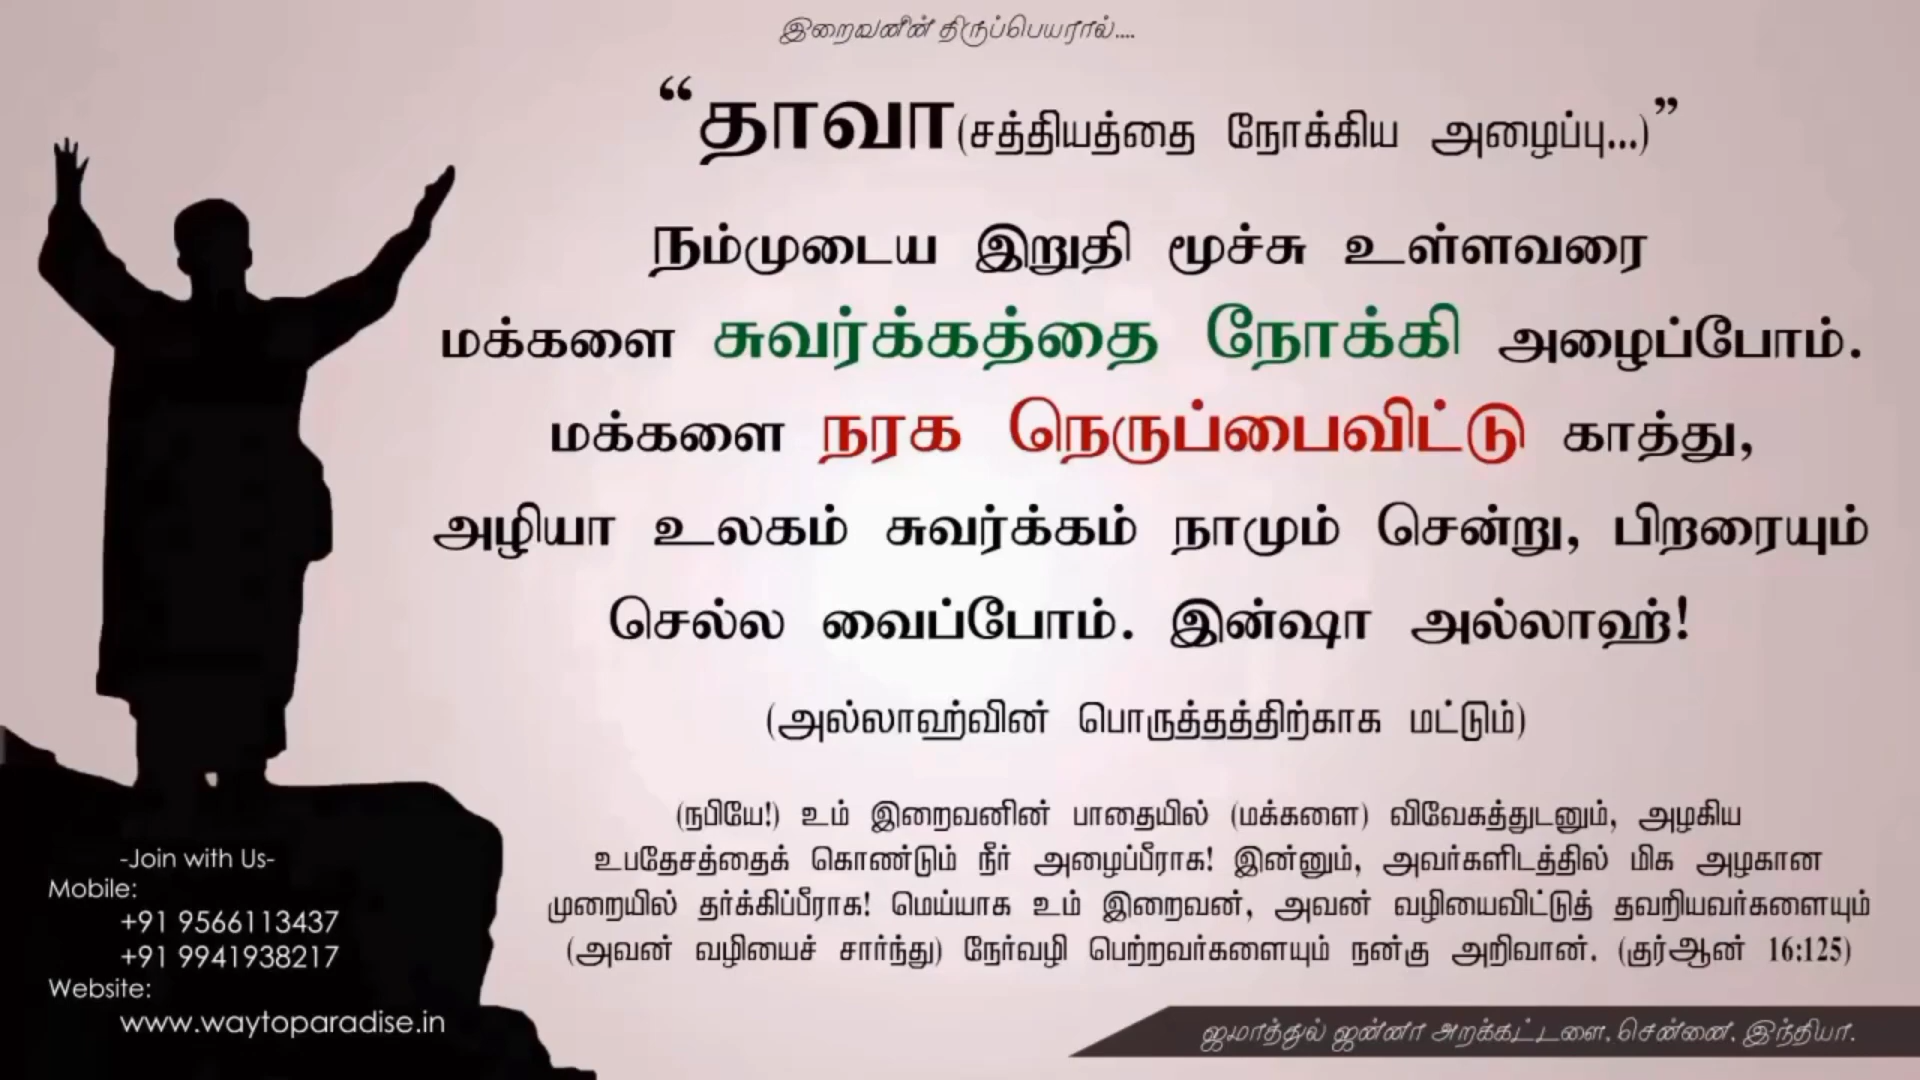 இறைவனின் திருப்பெயரால்....
“தாவா(சத்தியத்தை நோக்கிய அழைப்பு...)”
நம்முடைய இறுதி மூச்சு உள்ளவரை
மக்களை சுவர்க்கத்தை நோக்கி அழைப்போம்.
மக்களை நரக நெருப்பைவிட்டு காத்து,
அழியா உலகம் சுவர்க்கம் நாமும் சென்று, பிறரையும்
செல்ல வைப்போம். இன்ஷா அல்லாஹ்!
(அல்லாஹ்வின் பொருத்தத்திற்காக மட்டும்)
(நபியே!) உம் இறைவனின் பாதையில் (மக்களை) விவேகத்துடனும், அழகிய
உபதேசத்தைக் கொண்டும் நீர் அழைப்பீராக! இன்னும், அவர்களிடத்தில் மிக அழகான
முறையில் தர்க்கிப்பீராக! மெய்யாக உம் இறைவன், அவன் வழியைவிட்டுத் தவறியவர்களையும்
(அவன் வழியைச் சார்ந்து) நேர்வழி பெற்றவர்களையும் நன்கு அறிவான். (குர்ஆன் 16:125)
-Join with Us-
Mobile:
+91 9566113437
+91 9941938217
Website:
www.waytoparadise.in
ஜமாத்துல் ஜன்னா அறக்கட்டளை, சென்னை, இந்தியா.